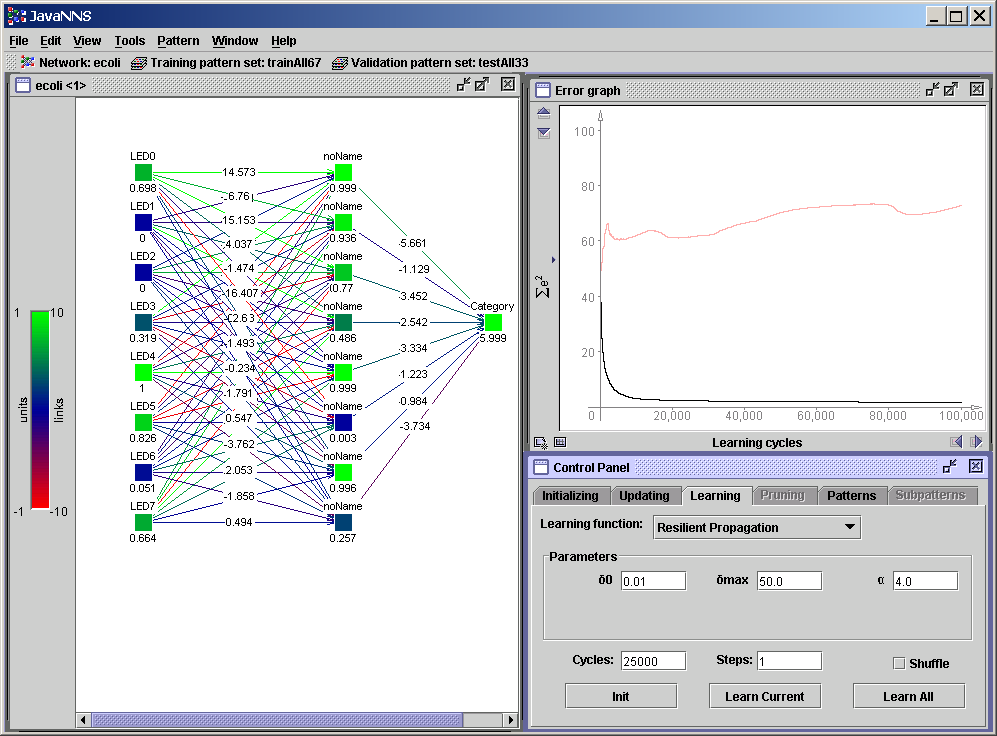 JavaNNS
File Edit View Tools Pattern Window Help
Network: ecoli Training pattern set: trainAll67 Validation pattern set: testAll33
ecoli <1>
LED0 noName
0.698 14.573 0.999
LED1 -6.761 noName
0 15.153 0.936
LED2 4.037 noName
0 -1.474 0.77
LED3 16.407 noName
0.319 -2.63 0.486
LED4 -1.493 noName
1 -0.234 0.999
LED5 -1.791 noName
0.826 0.547 0.003
LED6 -3.762 noName
0.051 2.053 0.996
LED7 -1.858 noName
0.664 0.494 0.257
-5.661
-1.129
-3.452
Category
-2.542
5.999
-3.334
-1.223
-0.984
-3.734
1 10
units links
-1 -10
Error graph
100
80
60
∑e²
40
20
0 20,000 40,000 60,000 80,000 100,000
Learning cycles
Control Panel
Initializing Updating Learning Pruning Patterns Subpatterns
Learning function: Resilient Propagation
Parameters
δ0 0.01 δmax 50.0 α 4.0
Cycles: 25000 Steps: 1 Shuffle
Init Learn Current Learn All